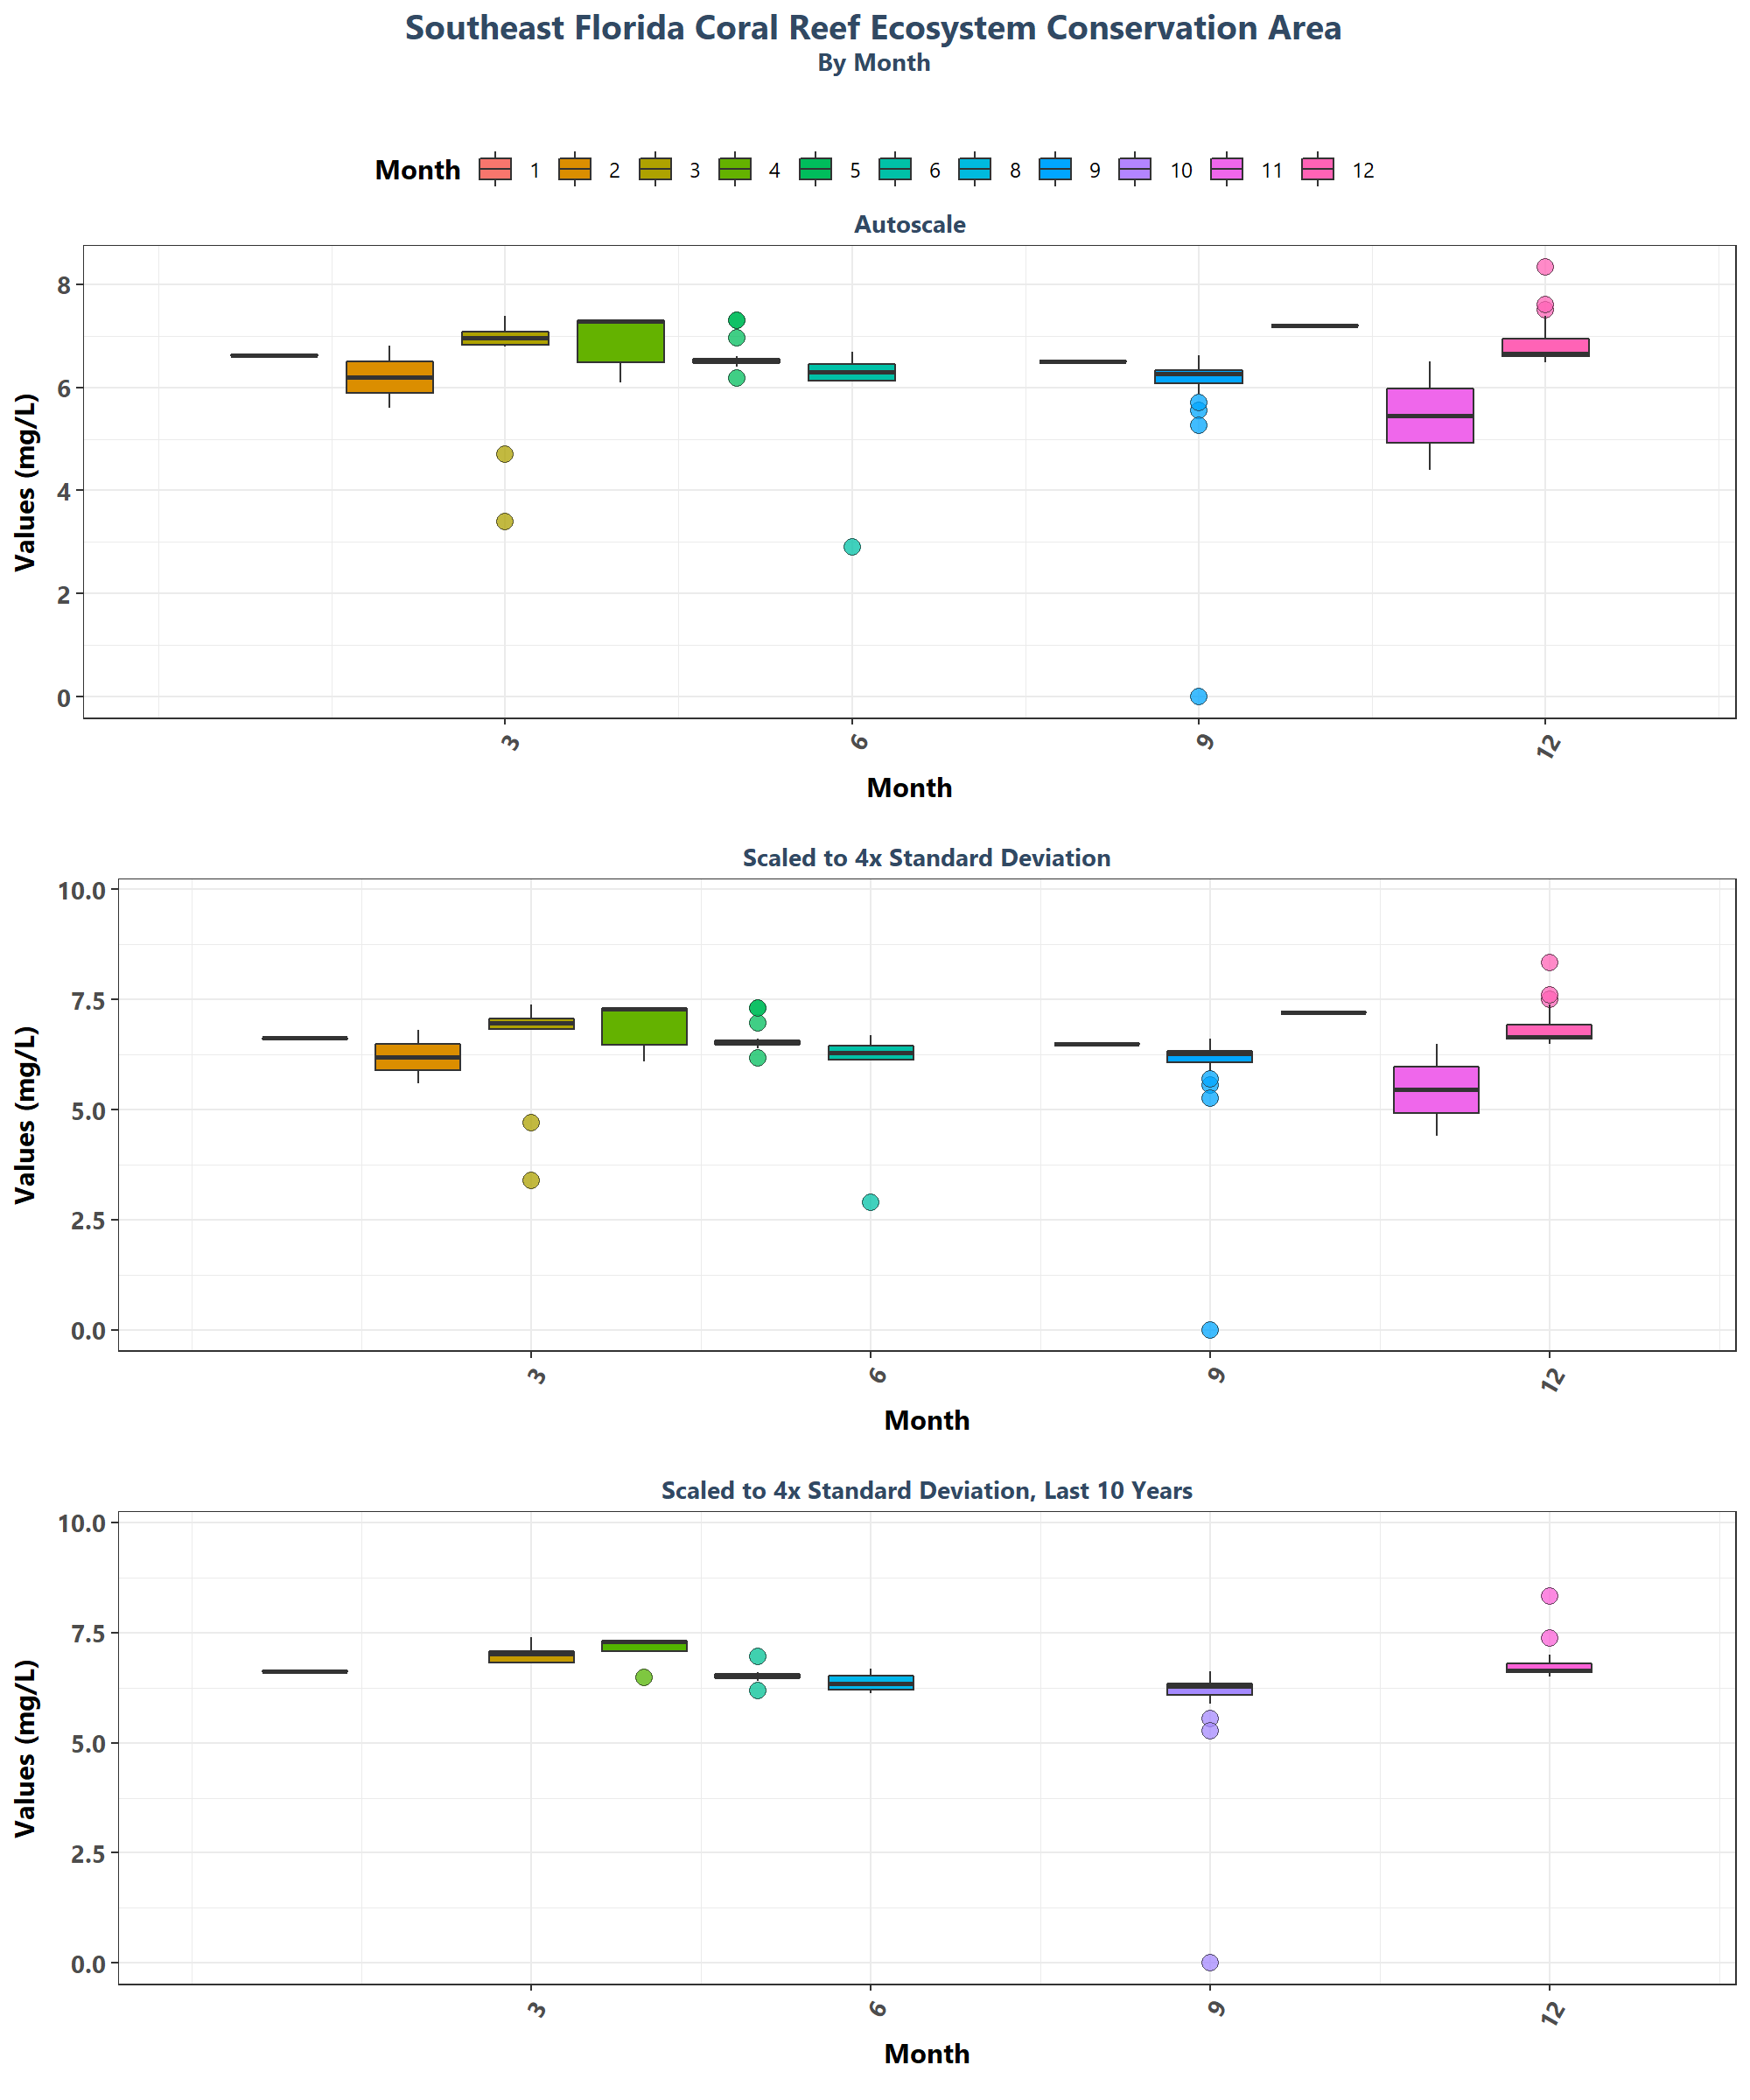 Southeast Florida Coral Reef Ecosystem Conservation Area
By Month
Month 1 2 3 4 5 6 8 9 10 11 12
Autoscale
Values (mg/L)
8
6
4
2
0
3 6 9 12
Month
Scaled to 4x Standard Deviation
Values (mg/L)
10.0
7.5
5.0
2.5
0.0
3 6 9 12
Month
Scaled to 4x Standard Deviation, Last 10 Years
Values (mg/L)
10.0
7.5
5.0
2.5
0.0
3 6 9 12
Month